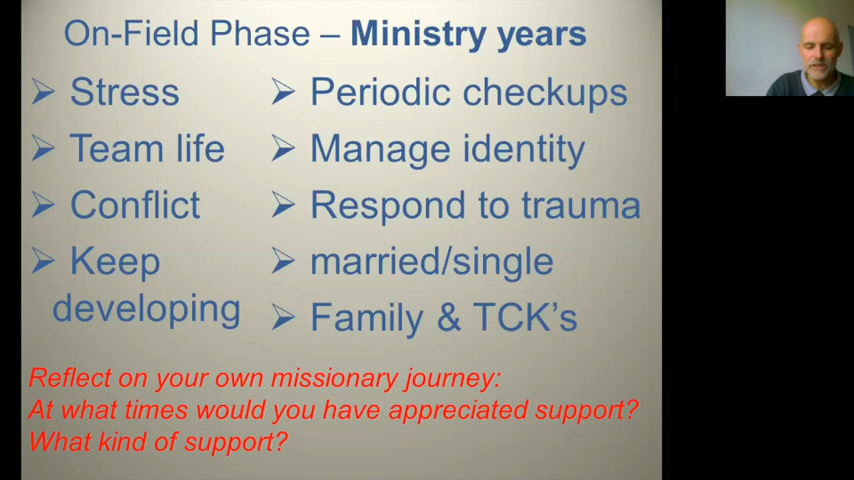 On-Field Phase – Ministry years
Stress
Team life
Conflict
Keep
developing
Periodic checkups
Manage identity
Respond to trauma
married/single
Family & TCK's
Reflect on your own missionary journey:
At what times would you have appreciated support?
What kind of support?